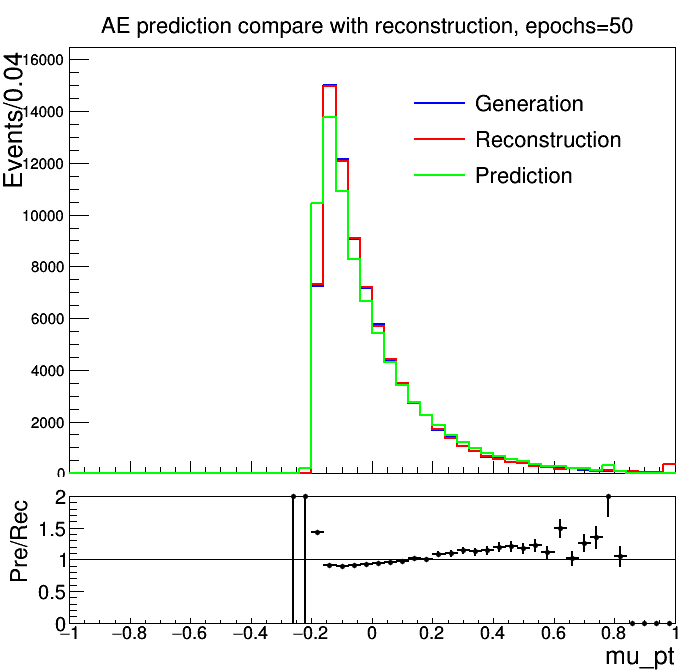 AE prediction compare with reconstruction, epochs=50
Events/0.04
16000
14000
12000
10000
8000
6000
4000
2000
0
Generation
Reconstruction
Prediction
Pre/Rec
2
1.5
1
0.5
0
−1 −0.8 −0.6 −0.4 −0.2 0 0.2 0.4 0.6 0.8 1
mu_pt